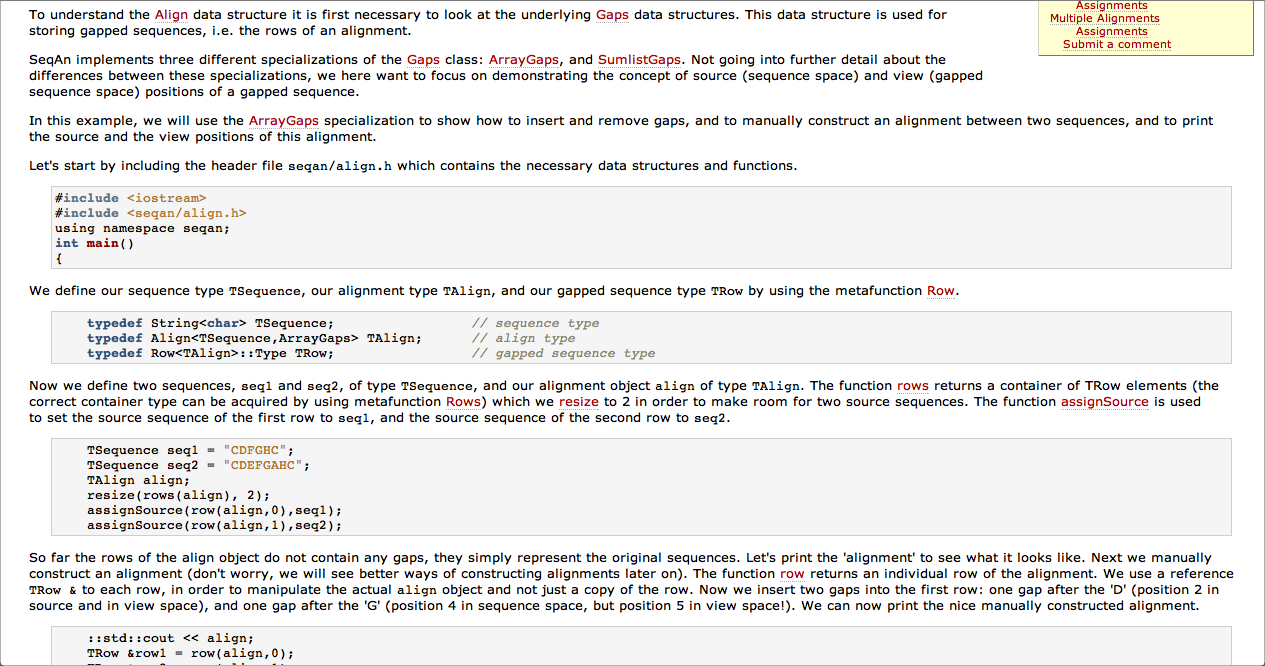 Assignments
Multiple Alignments
Assignments
Submit a comment
To understand the Align data structure it is first necessary to look at the underlying Gaps data structures. This data structure is used for
storing gapped sequences, i.e. the rows of an alignment.
SeqAn implements three different specializations of the Gaps class: ArrayGaps, and SumlistGaps. Not going into further detail about the
differences between these specializations, we here want to focus on demonstrating the concept of source (sequence space) and view (gapped
sequence space) positions of a gapped sequence.
In this example, we will use the ArrayGaps specialization to show how to insert and remove gaps, and to manually construct an alignment between two sequences, and to print
the source and the view positions of this alignment.
Let's start by including the header file seqan/align.h which contains the necessary data structures and functions.
#include <iostream>
#include <seqan/align.h>
using namespace seqan;
int main()
{
We define our sequence type TSequence, our alignment type TAlign, and our gapped sequence type TRow by using the metafunction Row.
typedef String<char> TSequence; // sequence type
typedef Align<TSequence,ArrayGaps> TAlign; // align type
typedef Row<TAlign>::Type TRow; // gapped sequence type
Now we define two sequences, seq1 and seq2, of type TSequence, and our alignment object align of type TAlign. The function rows returns a container of TRow elements (the
correct container type can be acquired by using metafunction Rows) which we resize to 2 in order to make room for two source sequences. The function assignSource is used
to set the source sequence of the first row to seq1, and the source sequence of the second row to seq2.
TSequence seq1 = "CDFGHC";
TSequence seq2 = "CDEFGAHC";
TAlign align;
resize(rows(align), 2);
assignSource(row(align,0),seq1);
assignSource(row(align,1),seq2);
So far the rows of the align object do not contain any gaps, they simply represent the original sequences. Let's print the 'alignment' to see what it looks like. Next we manually
construct an alignment (don't worry, we will see better ways of constructing alignments later on). The function row returns an individual row of the alignment. We use a reference
TRow & to each row, in order to manipulate the actual align object and not just a copy of the row. Now we insert two gaps into the first row: one gap after the 'D' (position 2 in
source and in view space), and one gap after the 'G' (position 4 in sequence space, but position 5 in view space!). We can now print the nice manually constructed alignment.
::std::cout << align;
TRow &row1 = row(align,0);